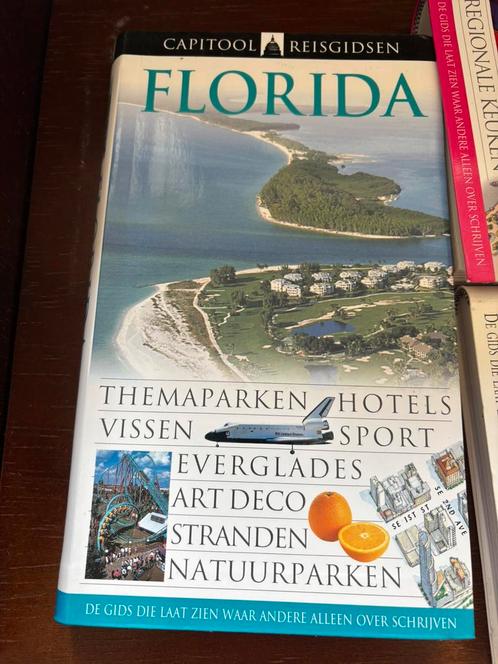 CAPITOOL REISGIDSEN
FLORIDA
THEMAPARKEN HOTELS
VISSEN SPORT
EVERGLADES
ART DECO
STRANDEN
NATUURPARKEN
SE 1ST ST
SE 2ND AVE
DE GIDS DIE LAAT ZIEN WAAR ANDERE ALLEEN OVER SCHRIJVEN
REGIONALE KEUKEN
DE GIDS DIE LAAT ZIEN WAAR ANDERE ALLEEN OVER SCHRIJVEN
DE GIDS DIE LAAT